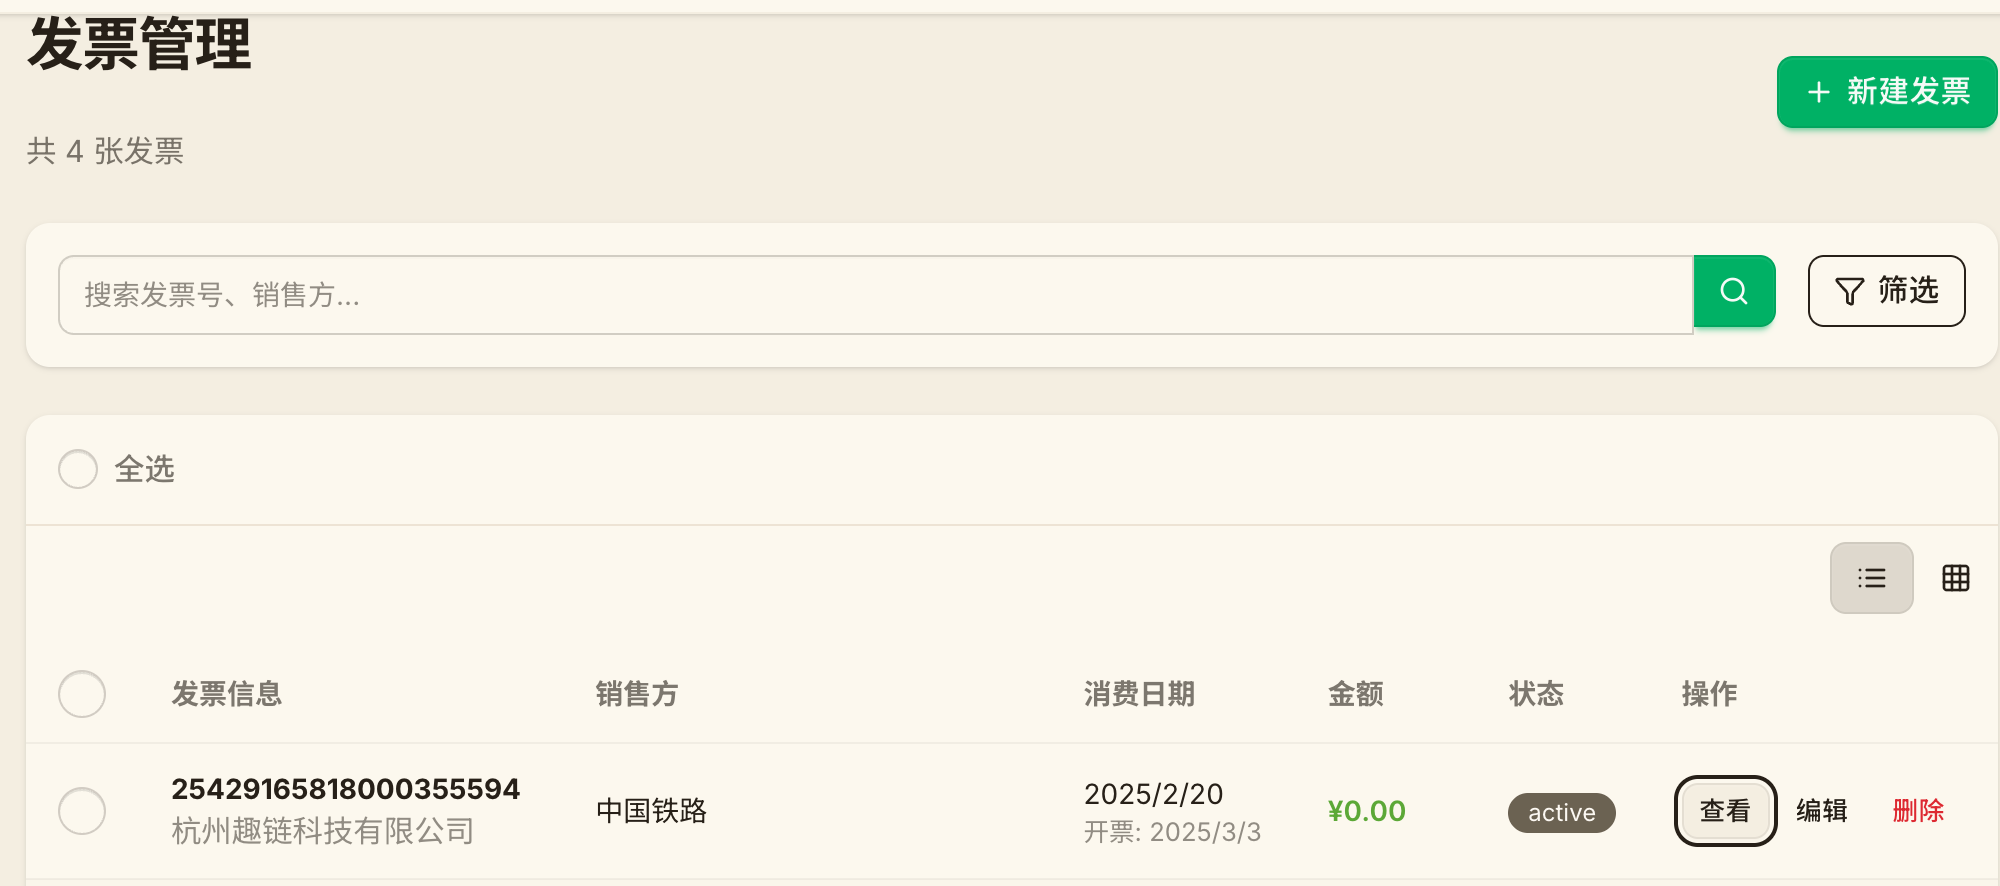 发票管理
+ 新建发票
共 4 张发票
搜索发票号、销售方...
筛选
全选
发票信息 销售方 消费日期 金额 状态 操作
25429165818000355594
杭州趣链科技有限公司
中国铁路
2025/2/20
开票: 2025/3/3
¥0.00
active
查看 编辑 删除